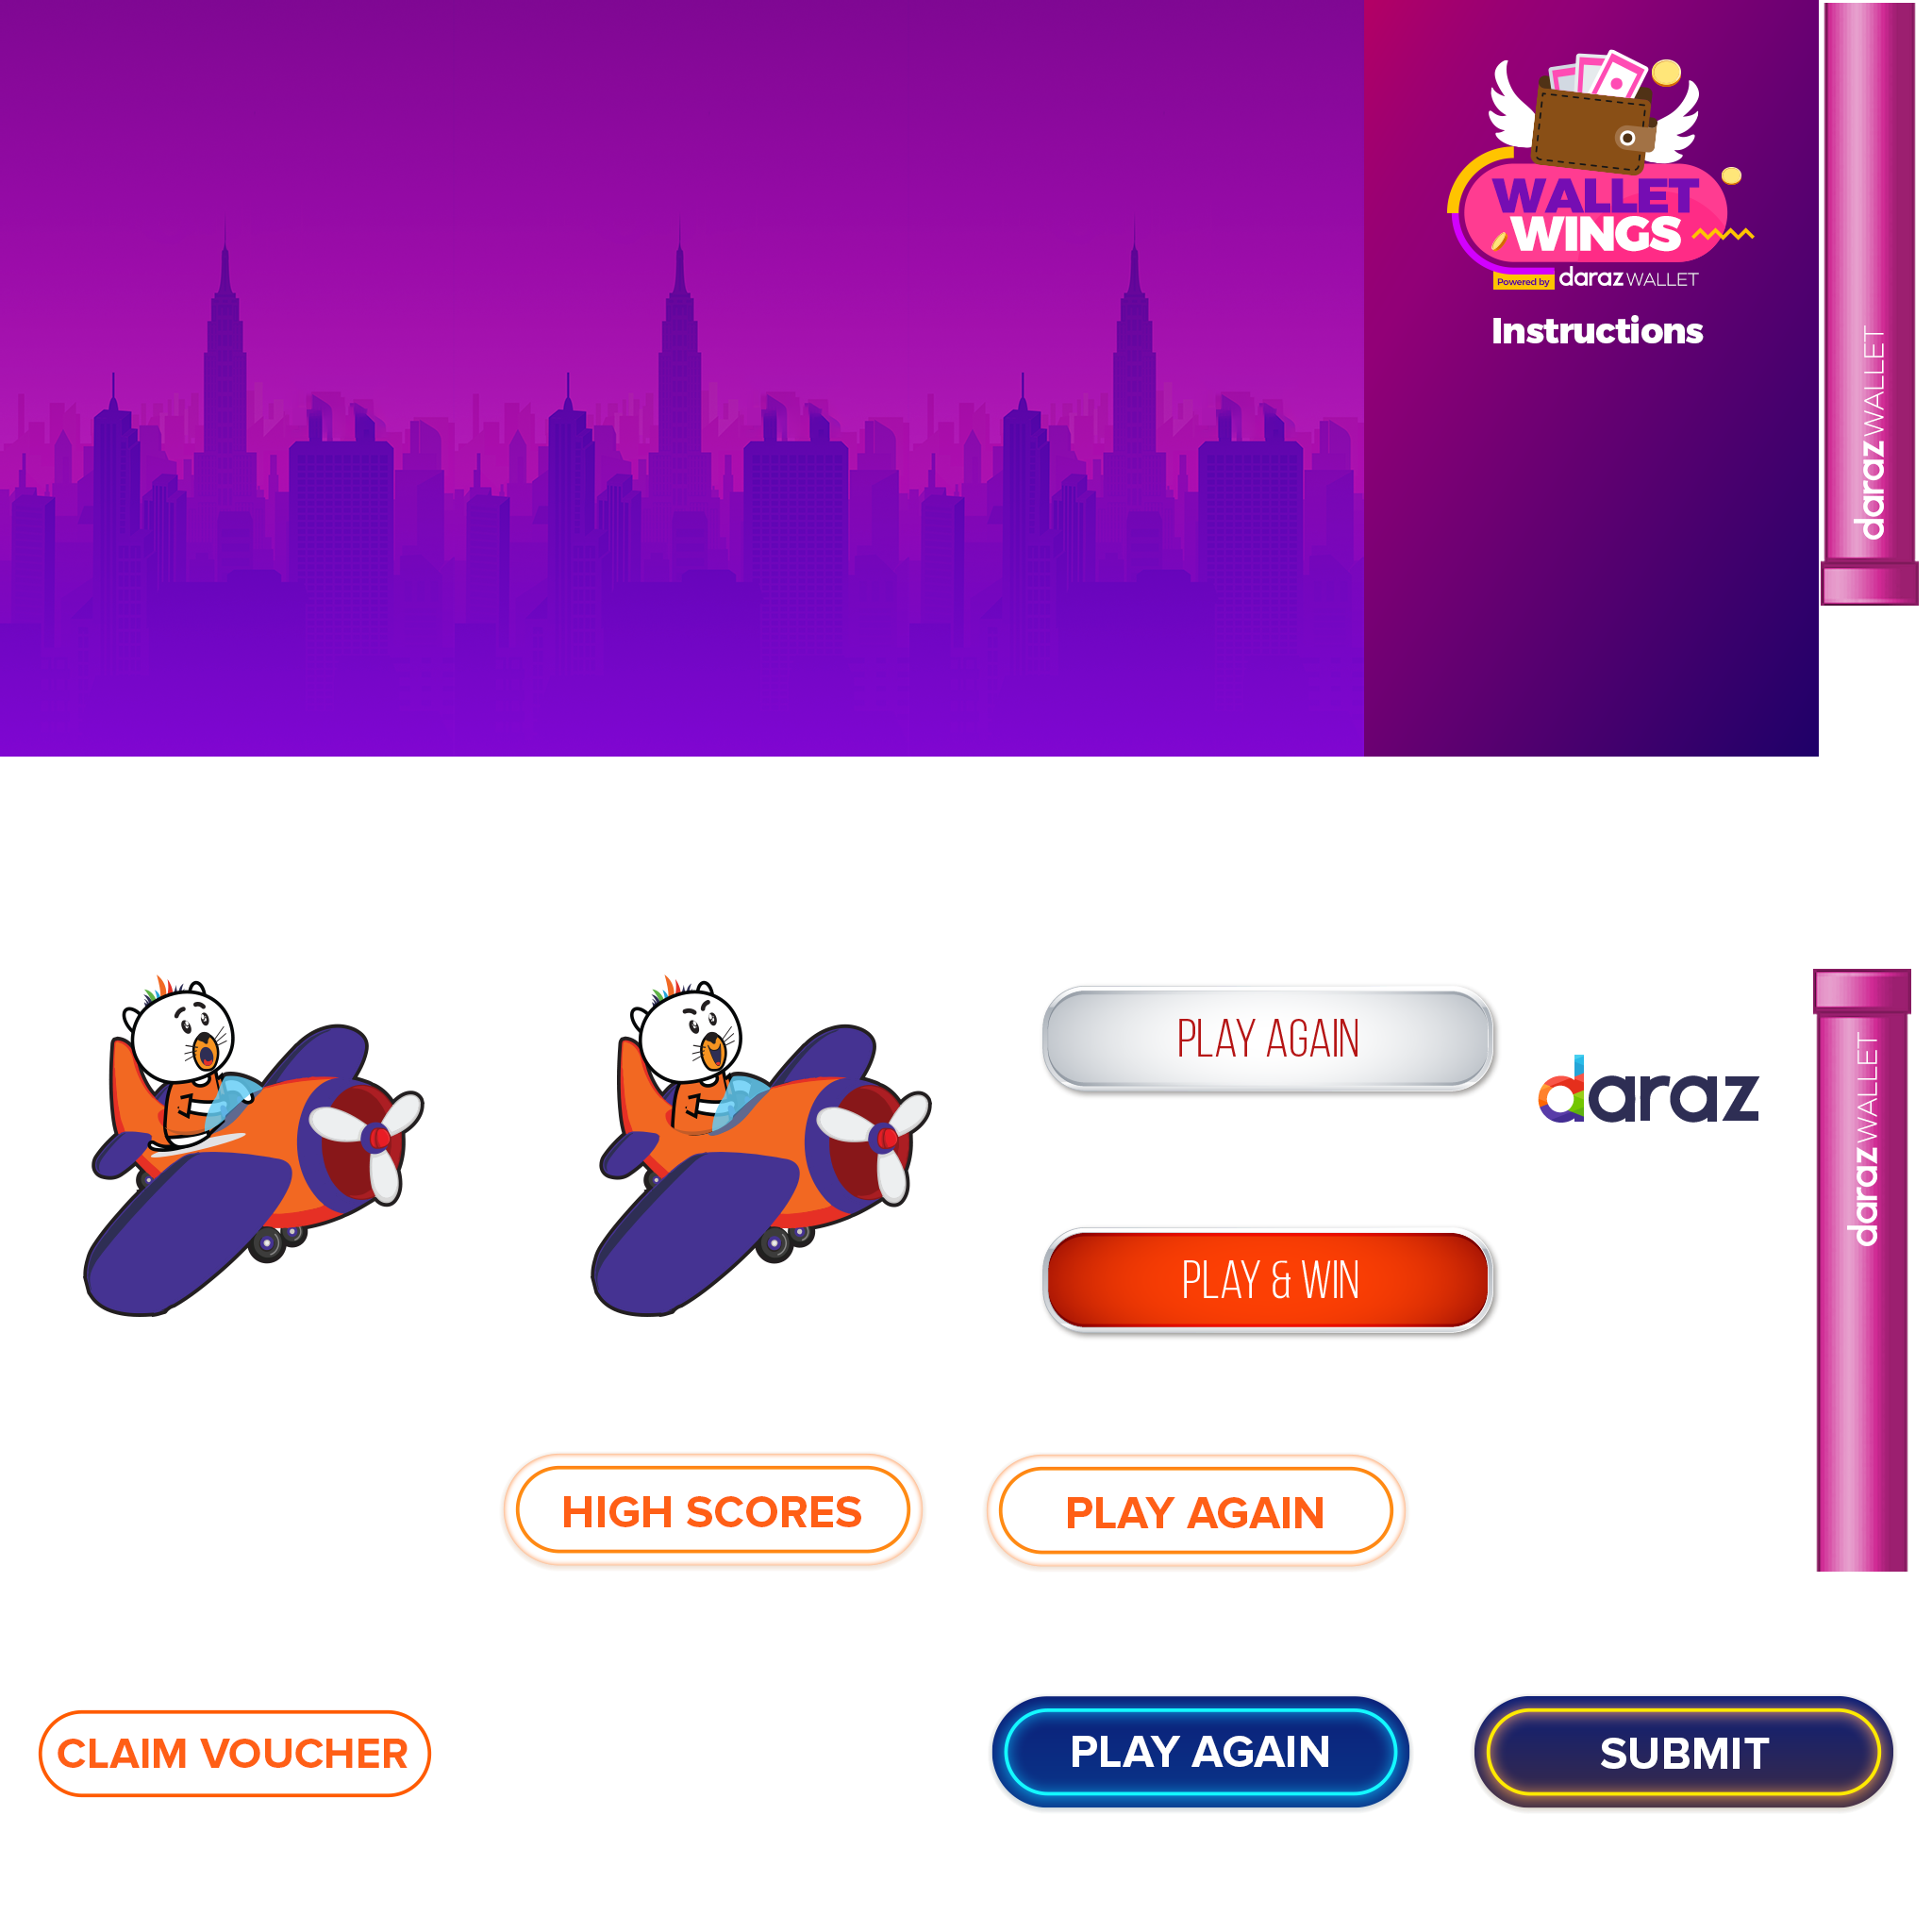 WALLET
WINGS
Powered by daraz WALLET
Instructions
daraz WALLET
PLAY AGAIN
daraz
daraz WALLET
PLAY & WIN
HIGH SCORES
PLAY AGAIN
CLAIM VOUCHER
PLAY AGAIN
SUBMIT